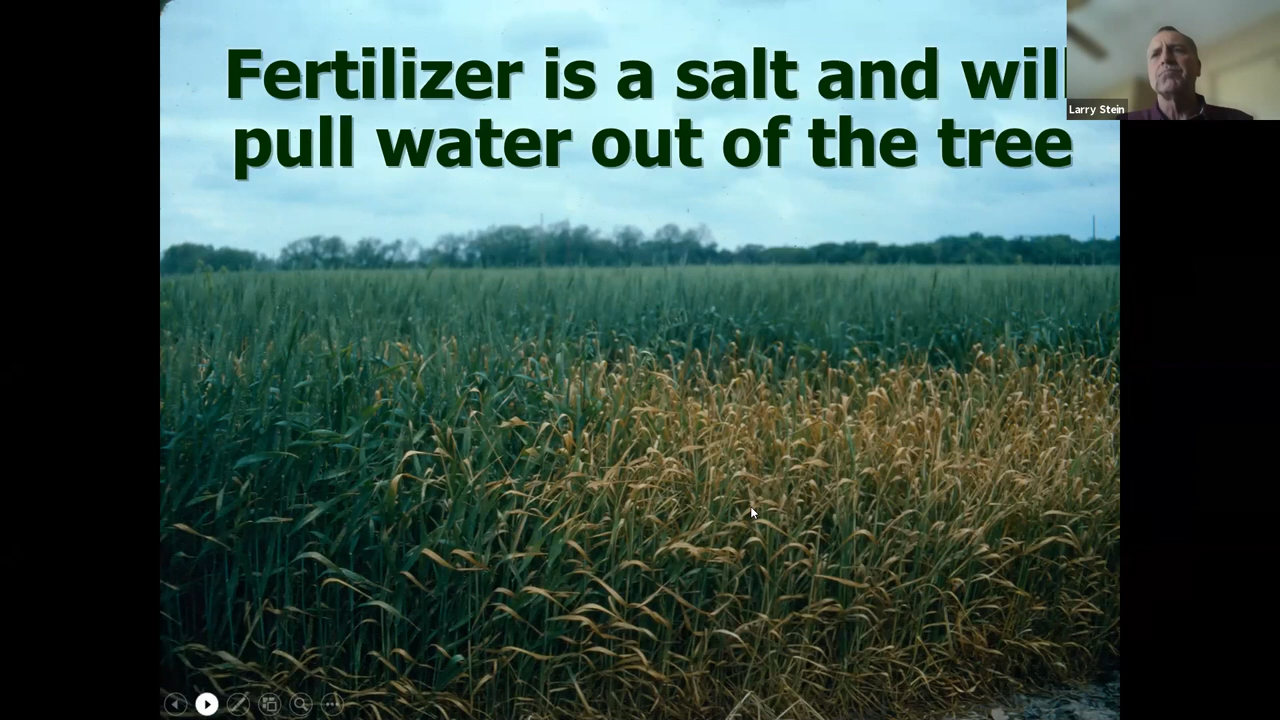 Fertilizer is a salt and will
pull water out of the tree
Larry Stein